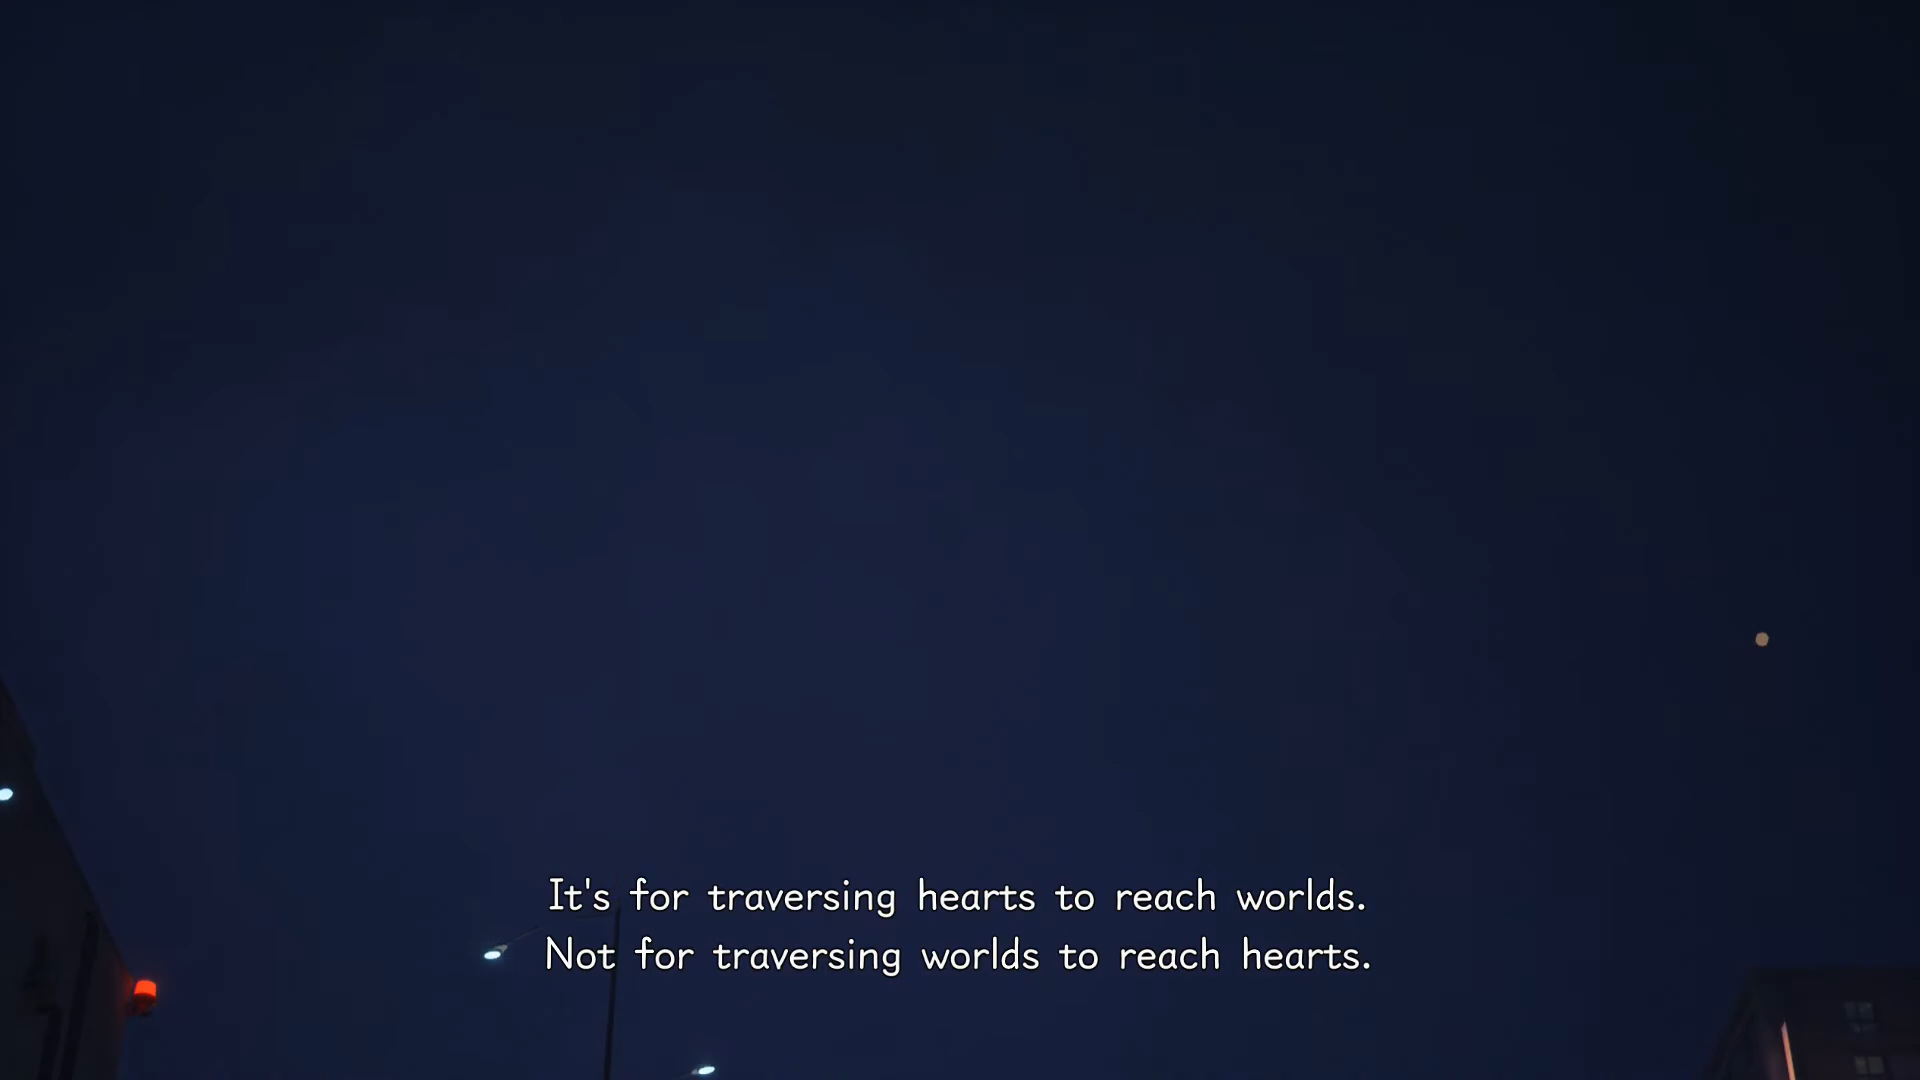 It's for traversing hearts to reach worlds.
Not for traversing worlds to reach hearts.